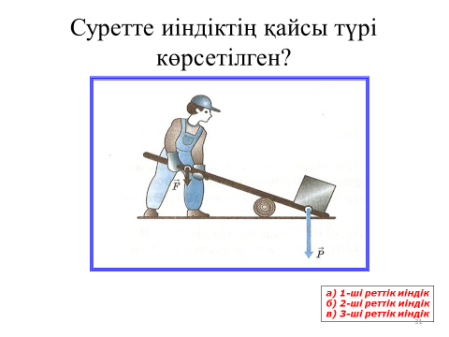 Суретте иіндіктің қайсы түрі
көрсетілген?
F
P
а) 1-ші реттік иіндік
б) 2-ші реттік иіндік
в) 3-ші реттік иіндік